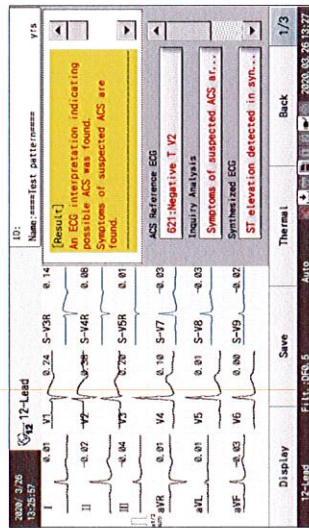 2020/ 3/26
13:25:57
12-Lead
ID:
Name:====Test pattern====
yrs
I
0.01
V1
0.24
S-V3R
0.14
II
-0.02
V2
S-V4R
0.08
III
-0.04
V3
0.20
S-V5R
0.01
aVR
0.01
V4
0.10
S-V7
-0.03
aVL
0.01
V5
0.01
S-V8
-0.03
aVF
-0.03
V6
0.00
S-V9
-0.02
[Result]
An ECG interpretation indicating
possible ACS was found.
Symptoms of suspected ACS are
found.
ACS Reference ECG
621:Negative T V2
Inquiry Analysis
Symptoms of suspected ACS ar...
Synthesized ECG
ST elevation detected in syn...
Display
Save
Thermal
Back
1/3
12-Lead
Filt.:DF0.5
Auto
2020.03.26 13:27